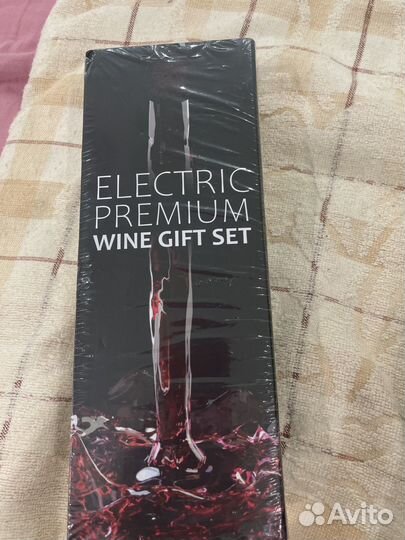 ELECTRIC
PREMIUM
WINE GIFT SET
Avito